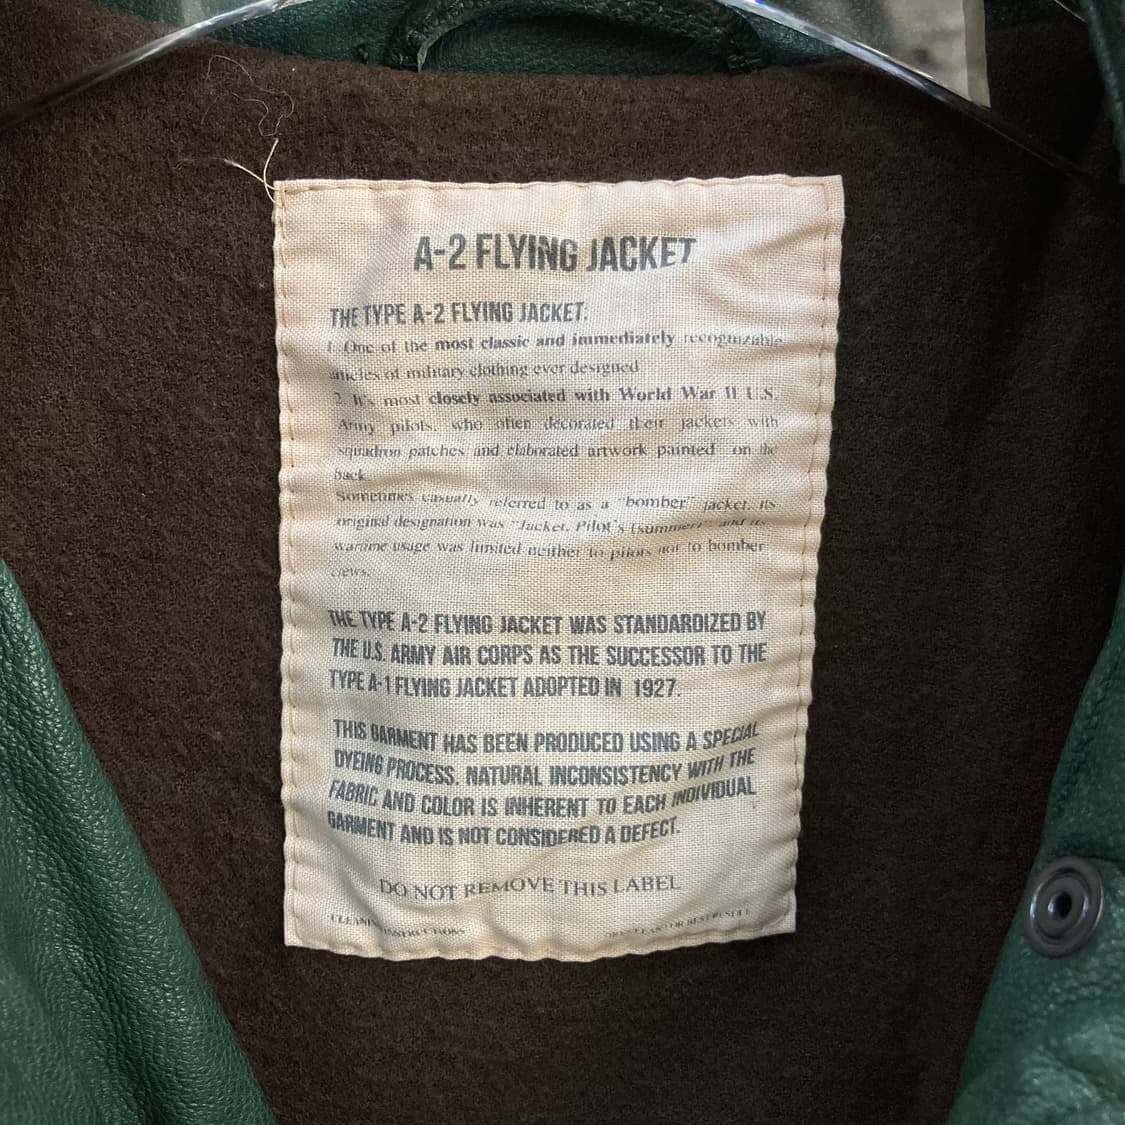 A-2 FLYING JACKET
THE TYPE A-2 FLYING JACKET:
1. One of the most classic and immediately recognizable
articles of military clothing ever designed
2. It's most closely associated with World War II U.S.
Army pilots, who often decorated their jackets with
squadron patches and elaborated artwork painted on the
back
Sometimes casually referred to as a "bomber" jacket, its
original designation was "Jacket, Pilot's (summer)" and its
wartime usage was limited neither to pilots nor to bomber
crews.
THE TYPE A-2 FLYING JACKET WAS STANDARDIZED BY
THE U.S. ARMY AIR CORPS AS THE SUCCESSOR TO THE
TYPE A-1 FLYING JACKET ADOPTED IN 1927.
THIS GARMENT HAS BEEN PRODUCED USING A SPECIAL
DYEING PROCESS. NATURAL INCONSISTENCY WITH THE
FABRIC AND COLOR IS INHERENT TO EACH INDIVIDUAL
GARMENT AND IS NOT CONSIDERED A DEFECT.
DO NOT REMOVE THIS LABEL
CLEANING INSTRUCTIONS FOR BEST RESULT